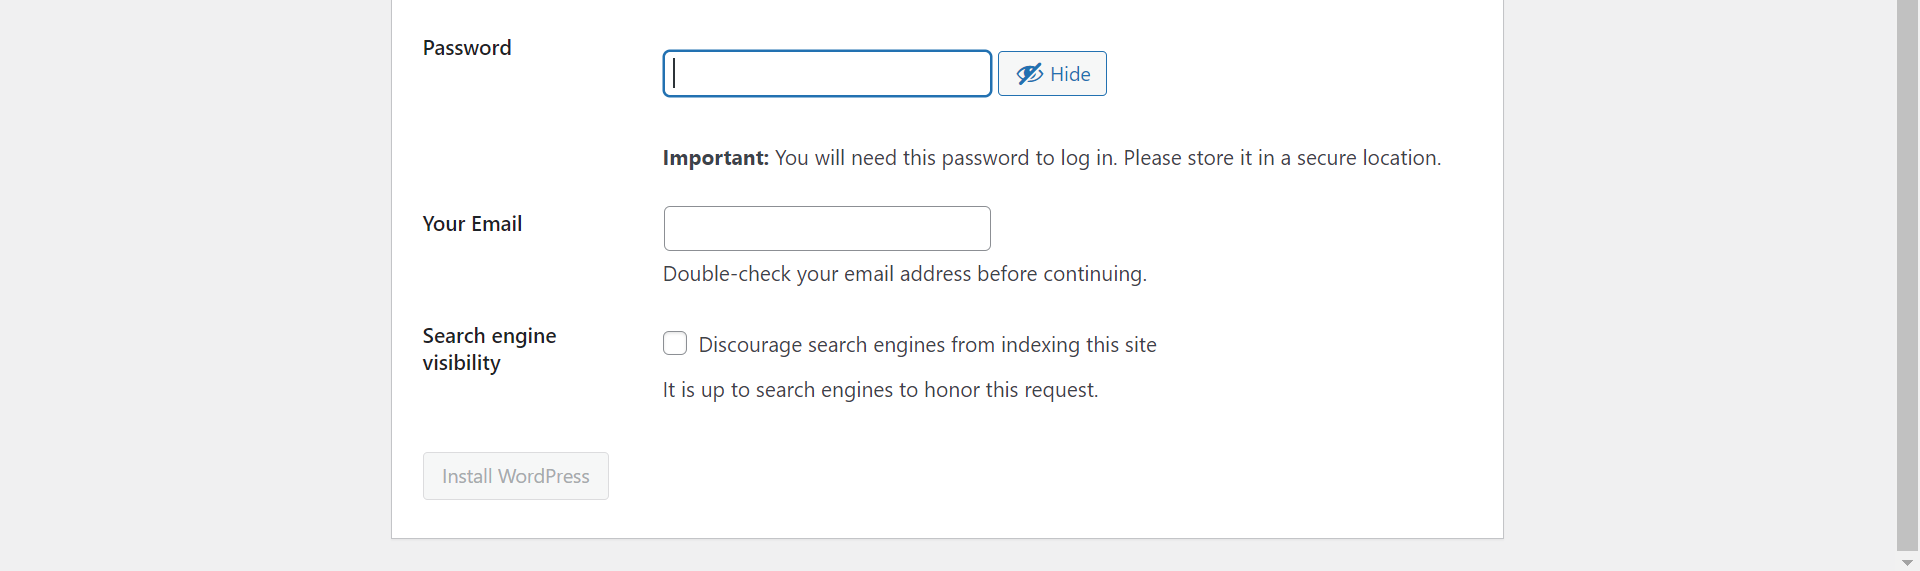 Password
Hide
Important: You will need this password to log in. Please store it in a secure location.
Your Email
Double-check your email address before continuing.
Search engine
visibility
Discourage search engines from indexing this site
It is up to search engines to honor this request.
Install WordPress